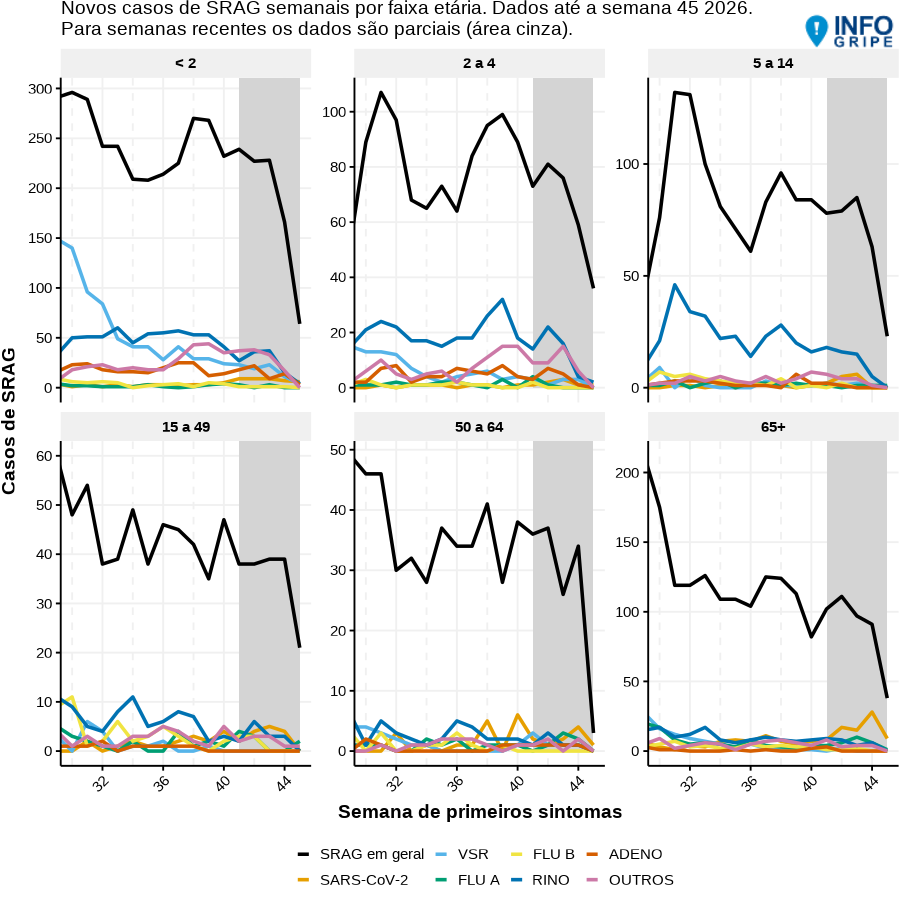 Novos casos de SRAG semanais por faixa etária. Dados até a semana 45 2026.
Para semanas recentes os dados são parciais (área cinza).
INFO
GRIPE
< 2
2 a 4
5 a 14
300
250
200
150
100
50
0
100
80
60
40
20
0
100
50
0
Casos de SRAG
15 a 49
50 a 64
65+
60
50
40
30
20
10
0
50
40
30
20
10
0
200
150
100
50
0
32
36
40
44
32
36
40
44
32
36
40
44
Semana de primeiros sintomas
SRAG em geral
VSR
FLU B
ADENO
SARS-CoV-2
FLU A
RINO
OUTROS